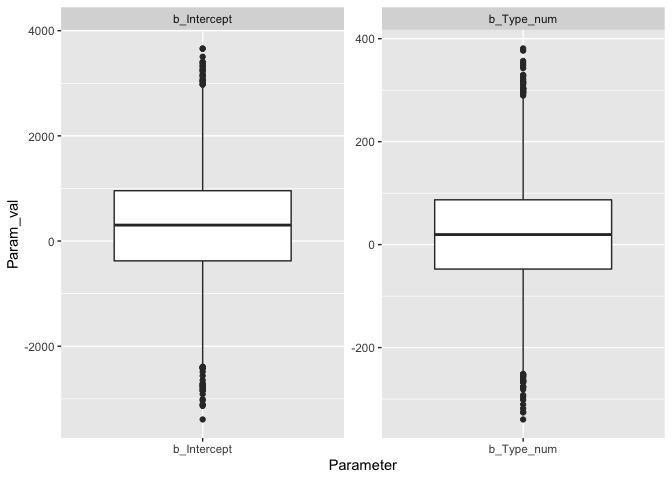 b_Intercept
b_Type_num
4000
2000
0
-2000
400
200
0
-200
Param_val
b_Intercept
b_Type_num
Parameter